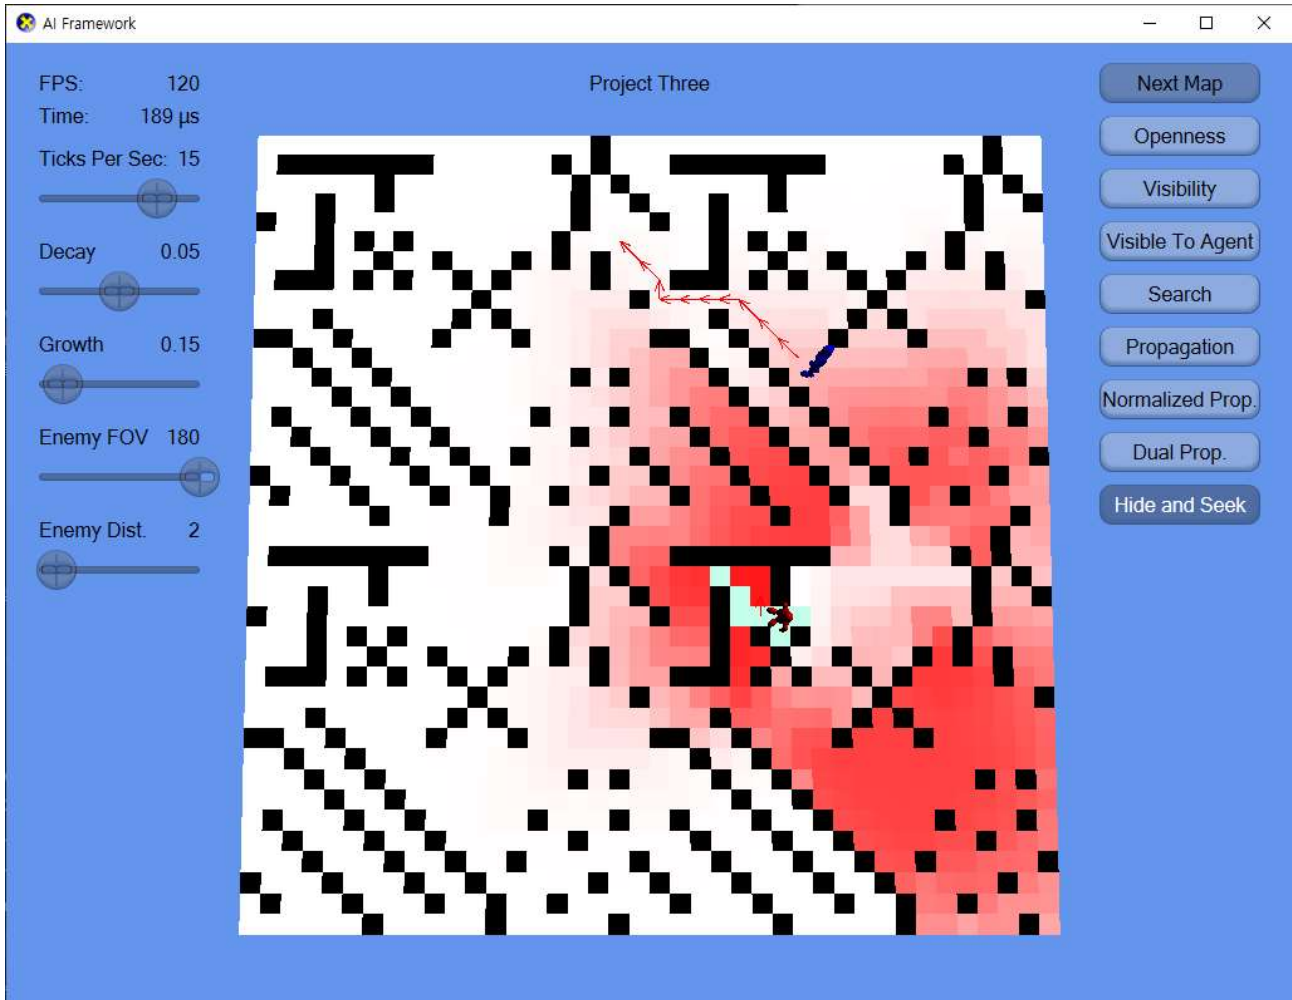 AI Framework
FPS: 120
Time: 189 µs
Ticks Per Sec: 15
Decay 0.05
Growth 0.15
Enemy FOV 180
Enemy Dist. 2
Project Three
Next Map
Openness
Visibility
Visible To Agent
Search
Propagation
Normalized Prop.
Dual Prop.
Hide and Seek